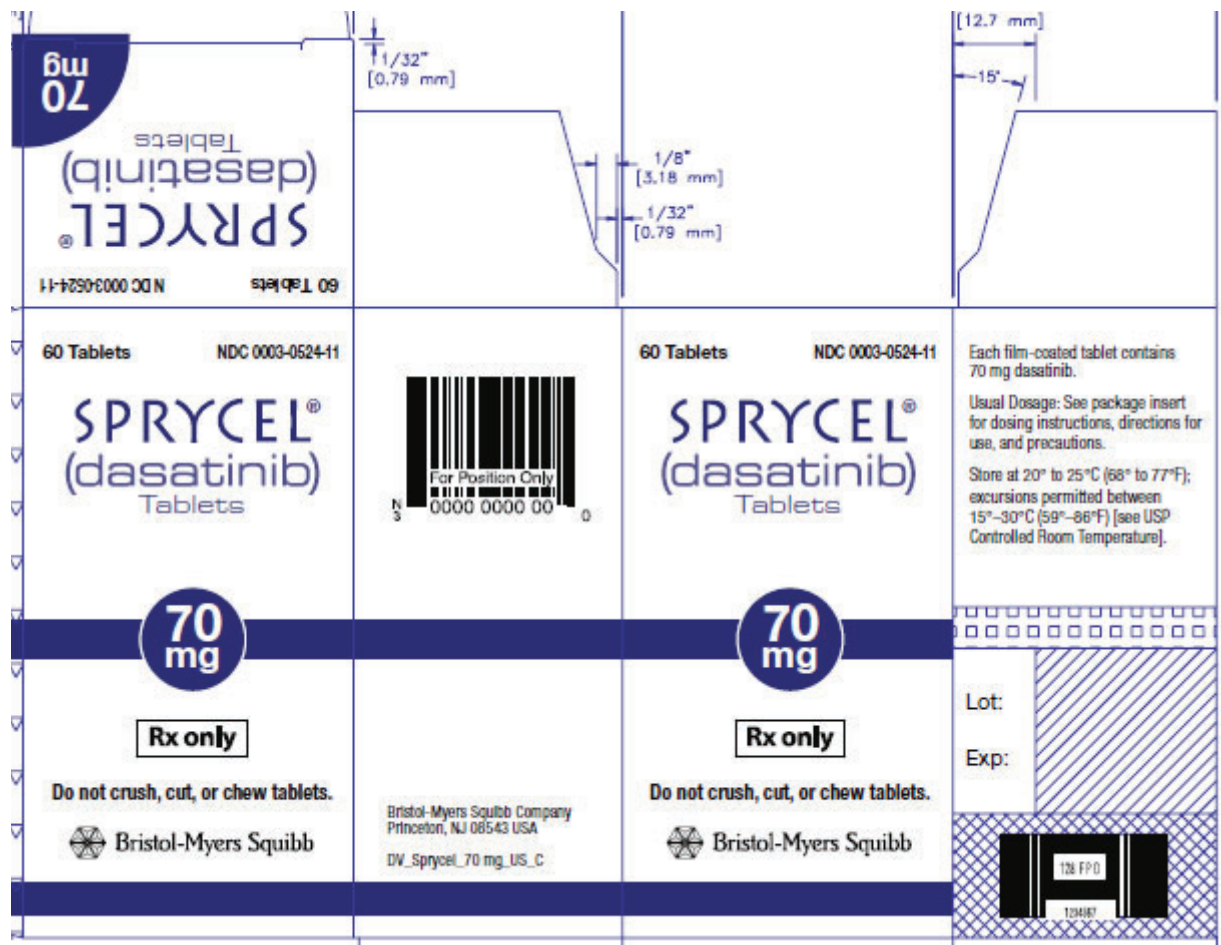 [12.7 mm]
1/32"
[0.79 mm]
15°
70
mg
Tablets
(dasatinib)
SPRYCEL®
60 Tablets NDC 0003-0524-11
1/8"
[3.18 mm]
1/32"
[0.79 mm]
60 Tablets NDC 0003-0524-11
SPRYCEL®
(dasatinib)
Tablets
70
mg
Rx only
Do not crush, cut, or chew tablets.
Bristol-Myers Squibb
For Position Only
N
3
0000 0000 00
0
Bristol-Myers Squibb Company
Princeton, NJ 08543 USA
DV_Sprycel_70 mg_US_C
60 Tablets NDC 0003-0524-11
SPRYCEL®
(dasatinib)
Tablets
70
mg
Rx only
Do not crush, cut, or chew tablets.
Bristol-Myers Squibb
Each film-coated tablet contains
70 mg dasatinib.
Usual Dosage: See package insert
for dosing instructions, directions for
use, and precautions.
Store at 20° to 25°C (68° to 77°F);
excursions permitted between
15°–30°C (59°–86°F) [see USP
Controlled Room Temperature].
Lot:
Exp:
128 FPO
1234567